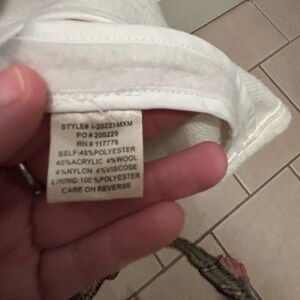 STYLE# I-20227MXM
PO # 205229
RN # 117778
SELF:48%POLYESTER
40%ACRYLIC 4%WOOL
4%NYLON 4%VISCOSE
LINING:100%POLYESTER
CARE ON REVERSE